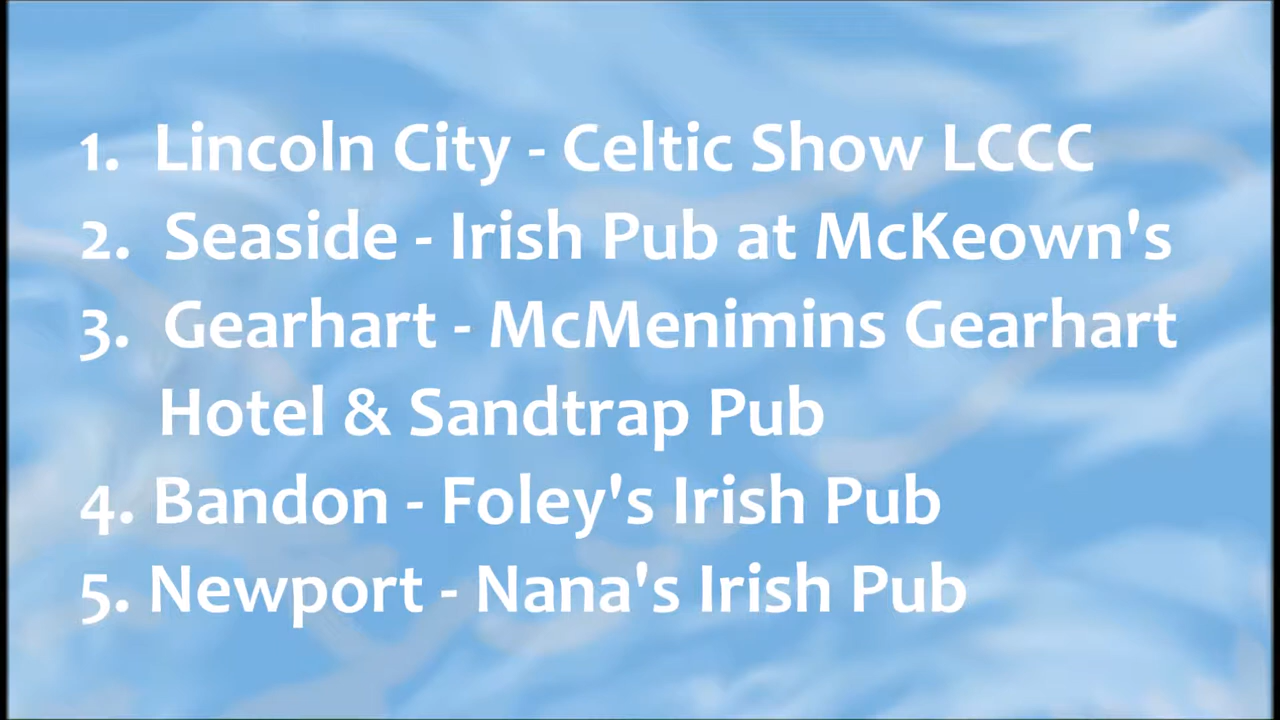 1. Lincoln City - Celtic Show LCCC
2. Seaside - Irish Pub at McKeown's
3. Gearhart - McMenimins Gearhart
Hotel & Sandtrap Pub
4. Bandon - Foley's Irish Pub
5. Newport - Nana's Irish Pub